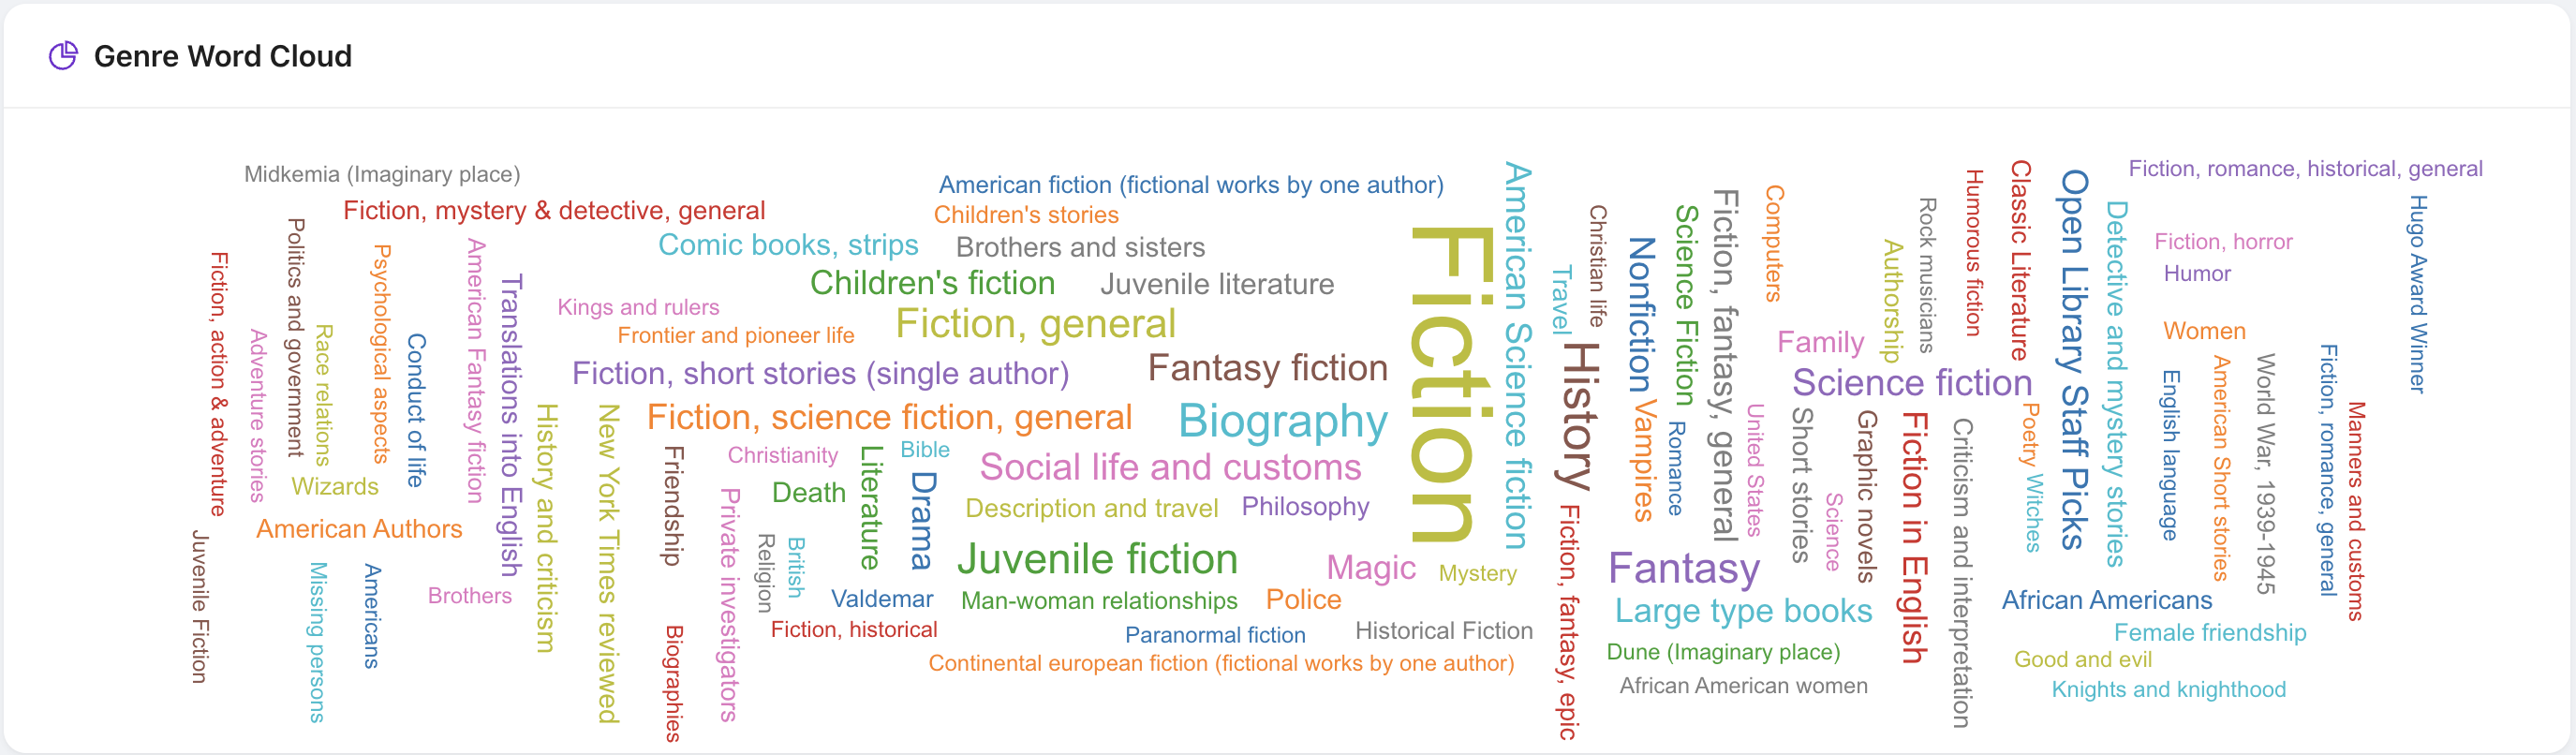 Genre Word Cloud
Midkemia (Imaginary place)
Fiction, mystery & detective, general
American fiction (fictional works by one author)
Children's stories
Comic books, strips
Brothers and sisters
Children's fiction
Juvenile literature
Kings and rulers
Frontier and pioneer life
Fiction, general
Fiction, short stories (single author)
Fantasy fiction
Fiction, science fiction, general
Biography
Christianity
Bible
Social life and customs
Death
Description and travel
Philosophy
Juvenile fiction
Magic
Mystery
Valdemar
Man-woman relationships
Police
Fiction, historical
Paranormal fiction
Historical Fiction
Continental european fiction (fictional works by one author)
Wizards
American Authors
Brothers
Fiction, action & adventure
Juvenile Fiction
Adventure stories
Politics and government
Race relations
Missing persons
Psychological aspects
Americans
Conduct of life
American Fantasy fiction
Translations into English
History and criticism
New York Times reviewed
Friendship
Biographies
Private investigators
Religion
British
Literature
Drama
Fiction
American Science fiction
Travel
Christian life
History
Fiction, fantasy, epic
Nonfiction
Vampires
Science Fiction
Romance
Fiction, fantasy, general
United States
Computers
Short stories
Science
Graphic novels
Authorship
Rock musicians
Fiction in English
Criticism and interpretation
Humorous fiction
Classic Literature
Poetry
Witches
Open Library Staff Picks
Detective and mystery stories
Family
Science fiction
Fantasy
Large type books
Dune (Imaginary place)
African American women
Fiction, romance, historical, general
Fiction, horror
Humor
Women
English language
American Short stories
World War, 1939-1945
Fiction, romance, general
Manners and customs
Hugo Award Winner
African Americans
Female friendship
Good and evil
Knights and knighthood